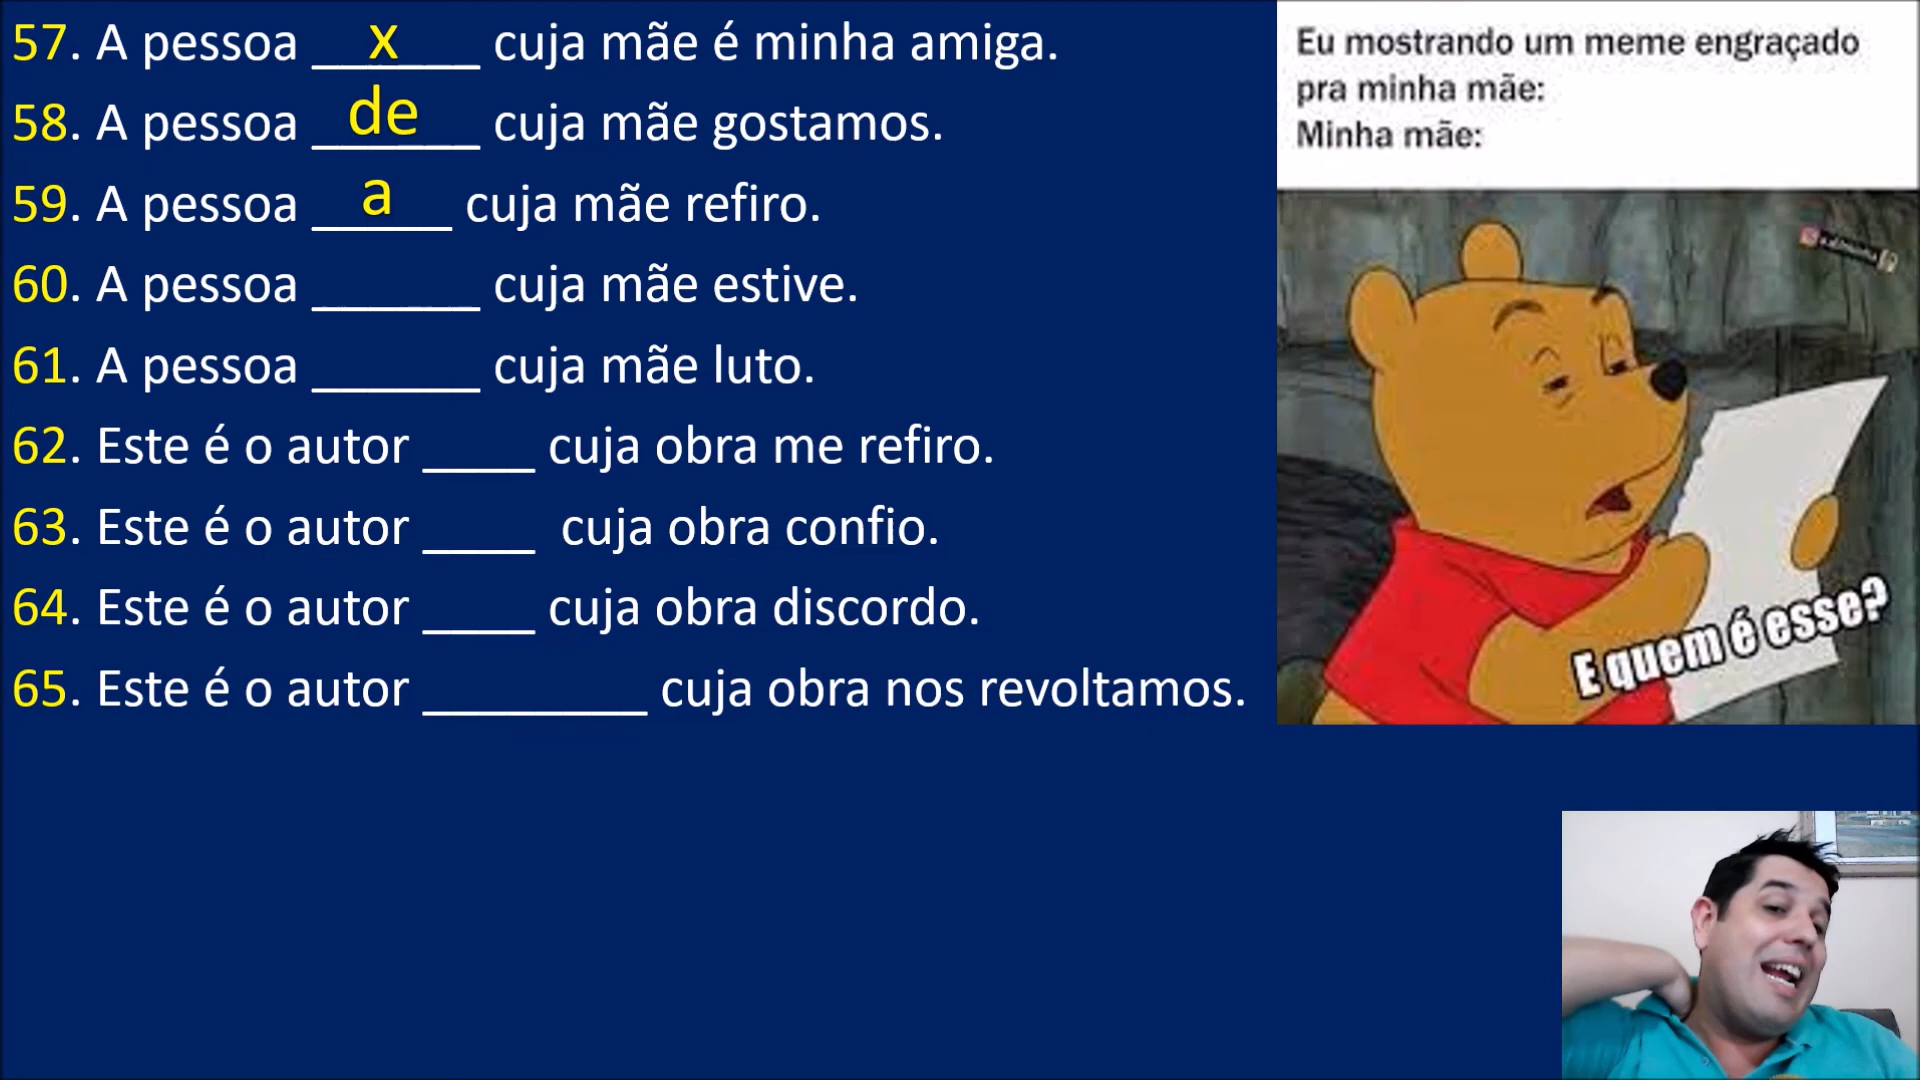 57. A pessoa ______ cuja mãe é minha amiga.
x
58. A pessoa ______ cuja mãe gostamos.
de
59. A pessoa _____ cuja mãe refiro.
a
60. A pessoa ______ cuja mãe estive.
61. A pessoa ______ cuja mãe luto.
62. Este é o autor ____ cuja obra me refiro.
63. Este é o autor ____ cuja obra confio.
64. Este é o autor ____ cuja obra discordo.
65. Este é o autor ________ cuja obra nos revoltamos.
Eu mostrando um meme engraçado
pra minha mãe:
Minha mãe:
E quem é esse?